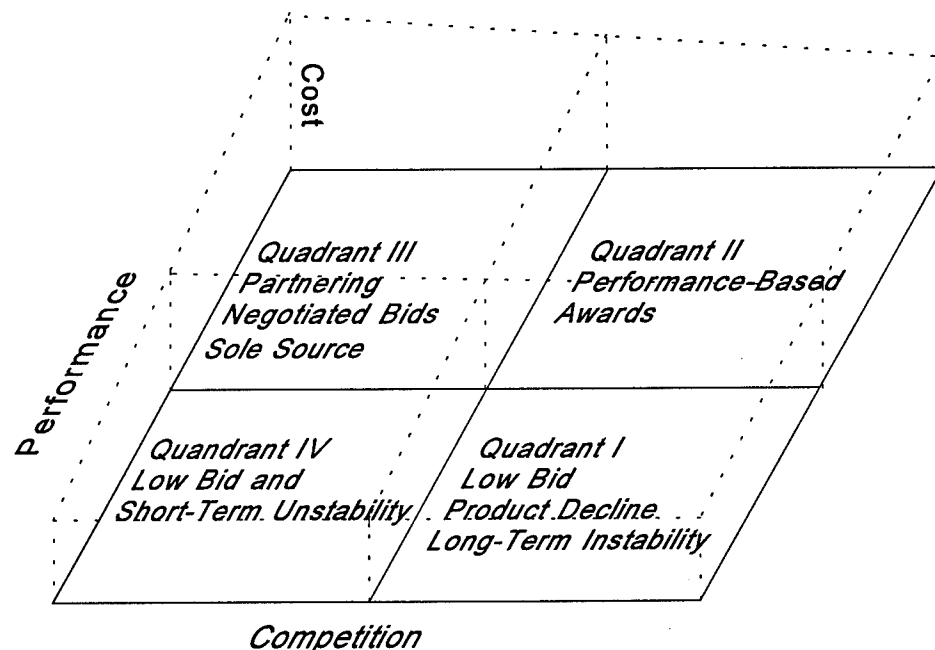 Cost
Performance
Quadrant III
Partnering
Negotiated Bids
Sole Source
Quadrant II
Performance-Based
Awards
Quandrant IV
Low Bid and
Short-Term Unstability
Quadrant I
Low Bid
Product Decline
Long-Term Instability
Competition